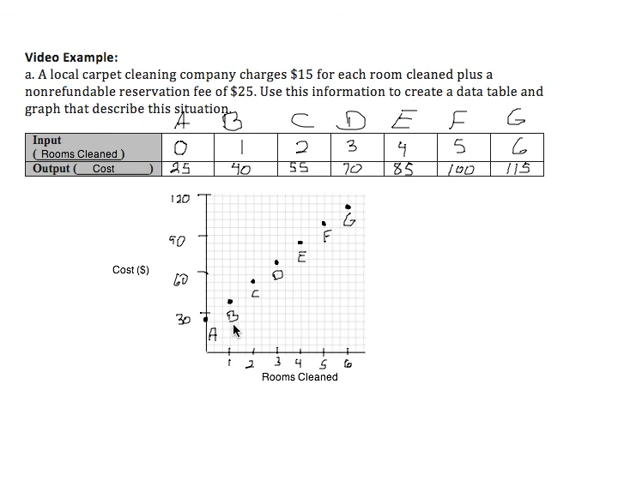 Video Example:
a. A local carpet cleaning company charges $15 for each room cleaned plus a
nonrefundable reservation fee of $25. Use this information to create a data table and
graph that describe this situation.
A B C D E F G
Input
( Rooms Cleaned ) 0 1 2 3 4 5 6
Output ( Cost ) 25 40 55 70 85 100 115
120
90
Cost ($)
60
30
A B C D E F G
1 2 3 4 5 6
Rooms Cleaned